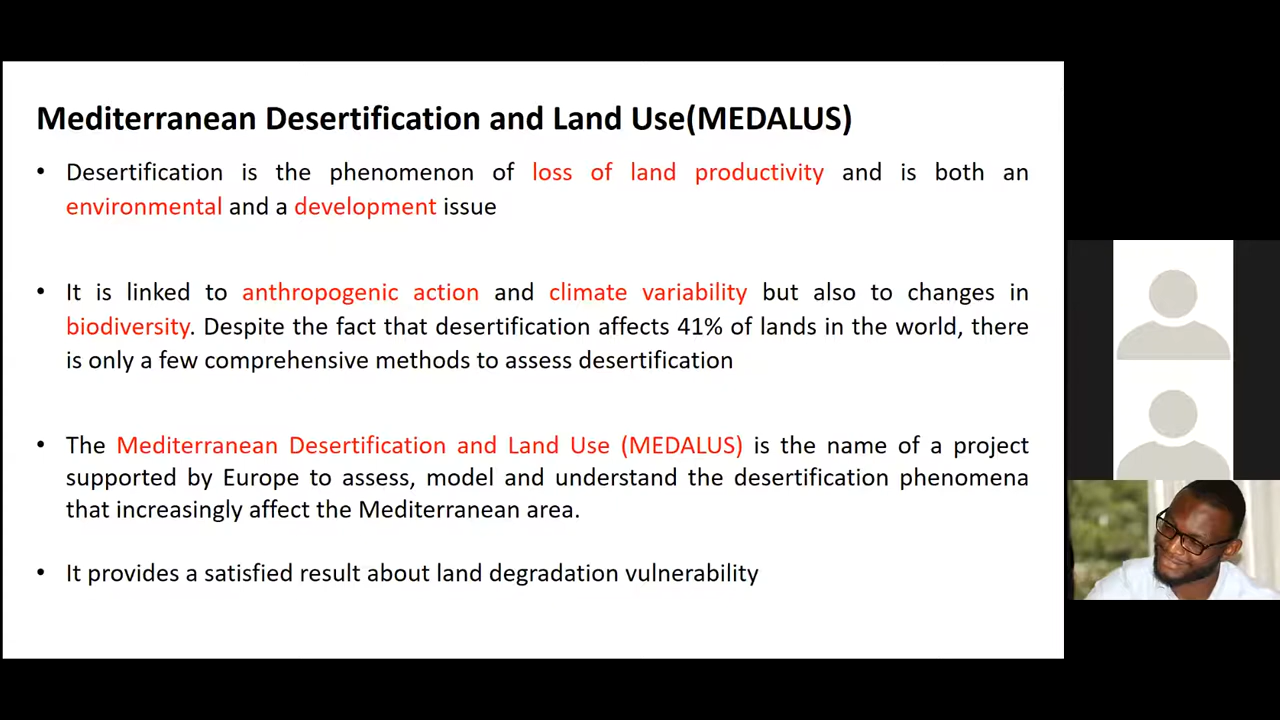 Mediterranean Desertification and Land Use(MEDALUS)
• Desertification is the phenomenon of loss of land productivity and is both an
environmental and a development issue
• It is linked to anthropogenic action and climate variability but also to changes in
biodiversity. Despite the fact that desertification affects 41% of lands in the world, there
is only a few comprehensive methods to assess desertification
• The Mediterranean Desertification and Land Use (MEDALUS) is the name of a project
supported by Europe to assess, model and understand the desertification phenomena
that increasingly affect the Mediterranean area.
• It provides a satisfied result about land degradation vulnerability